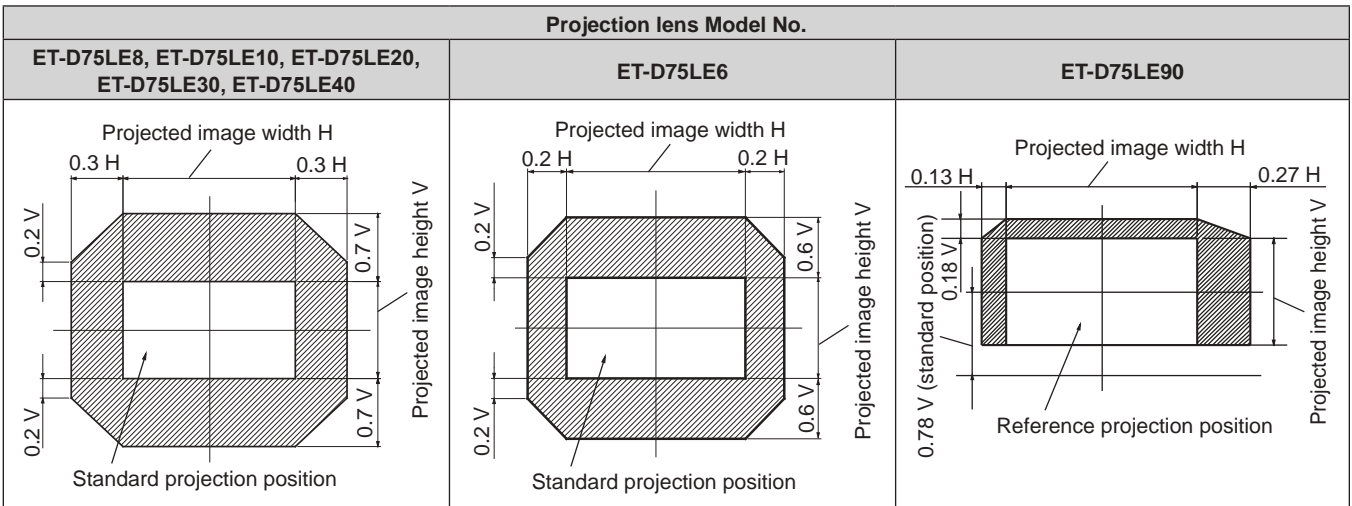 Projection lens Model No.
ET-D75LE8, ET-D75LE10, ET-D75LE20,
ET-D75LE30, ET-D75LE40
ET-D75LE6
ET-D75LE90
Projected image width H
0.3 H
0.3 H
0.2 V
0.7 V
Projected image height V
0.2 V
0.7 V
Standard projection position
Projected image width H
0.2 H
0.2 H
0.2 V
0.6 V
Projected image height V
0.2 V
0.6 V
Standard projection position
Projected image width H
0.13 H
0.27 H
0.18 V
0.78 V (standard position)
Projected image height V
Reference projection position